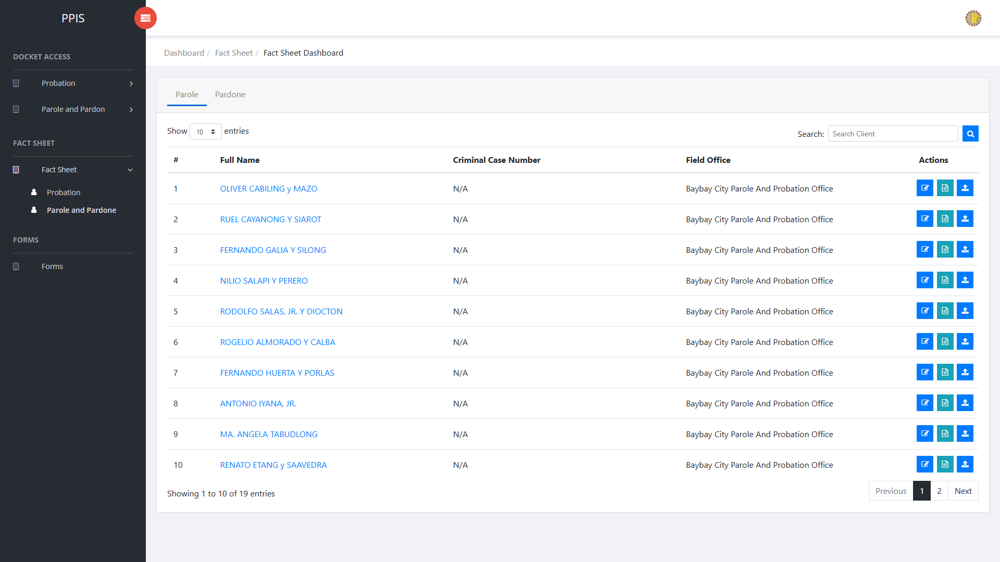 PPIS
DOCKET ACCESS
Probation
Parole and Pardon
FACT SHEET
Fact Sheet
Probation
Parole and Pardone
FORMS
Forms
Dashboard / Fact Sheet / Fact Sheet Dashboard
Parole Pardone
Show 10 entries
Search: Search Client
# Full Name Criminal Case Number Field Office Actions
1 OLIVER CABILING y MAZO N/A Baybay City Parole And Probation Office
2 RUEL CAYANONG Y SIAROT N/A Baybay City Parole And Probation Office
3 FERNANDO GALIA Y SILONG N/A Baybay City Parole And Probation Office
4 NILIO SALAPI Y PERERO N/A Baybay City Parole And Probation Office
5 RODOLFO SALAS, JR. Y DIOCTON N/A Baybay City Parole And Probation Office
6 ROGELIO ALMORADO Y CALBA N/A Baybay City Parole And Probation Office
7 FERNANDO HUERTA Y PORLAS N/A Baybay City Parole And Probation Office
8 ANTONIO IYANA, JR. N/A Baybay City Parole And Probation Office
9 MA. ANGEI.A TABUDLONG N/A Baybay City Parole And Probation Office
10 RENATO ETANG y SAAVEDRA N/A Baybay City Parole And Probation Office
Showing 1 to 10 of 19 entries
Previous 1 2 Next